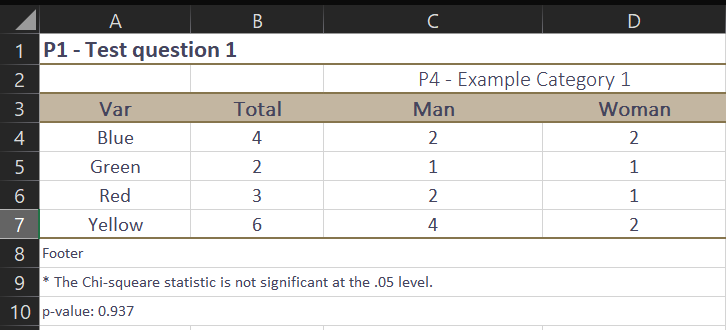 A B C D
1 P1 - Test question 1
2 P4 - Example Category 1
3 Var Total Man Woman
4 Blue 4 2 2
5 Green 2 1 1
6 Red 3 2 1
7 Yellow 6 4 2
8 Footer
9 * The Chi-squeare statistic is not significant at the .05 level.
10 p-value: 0.937